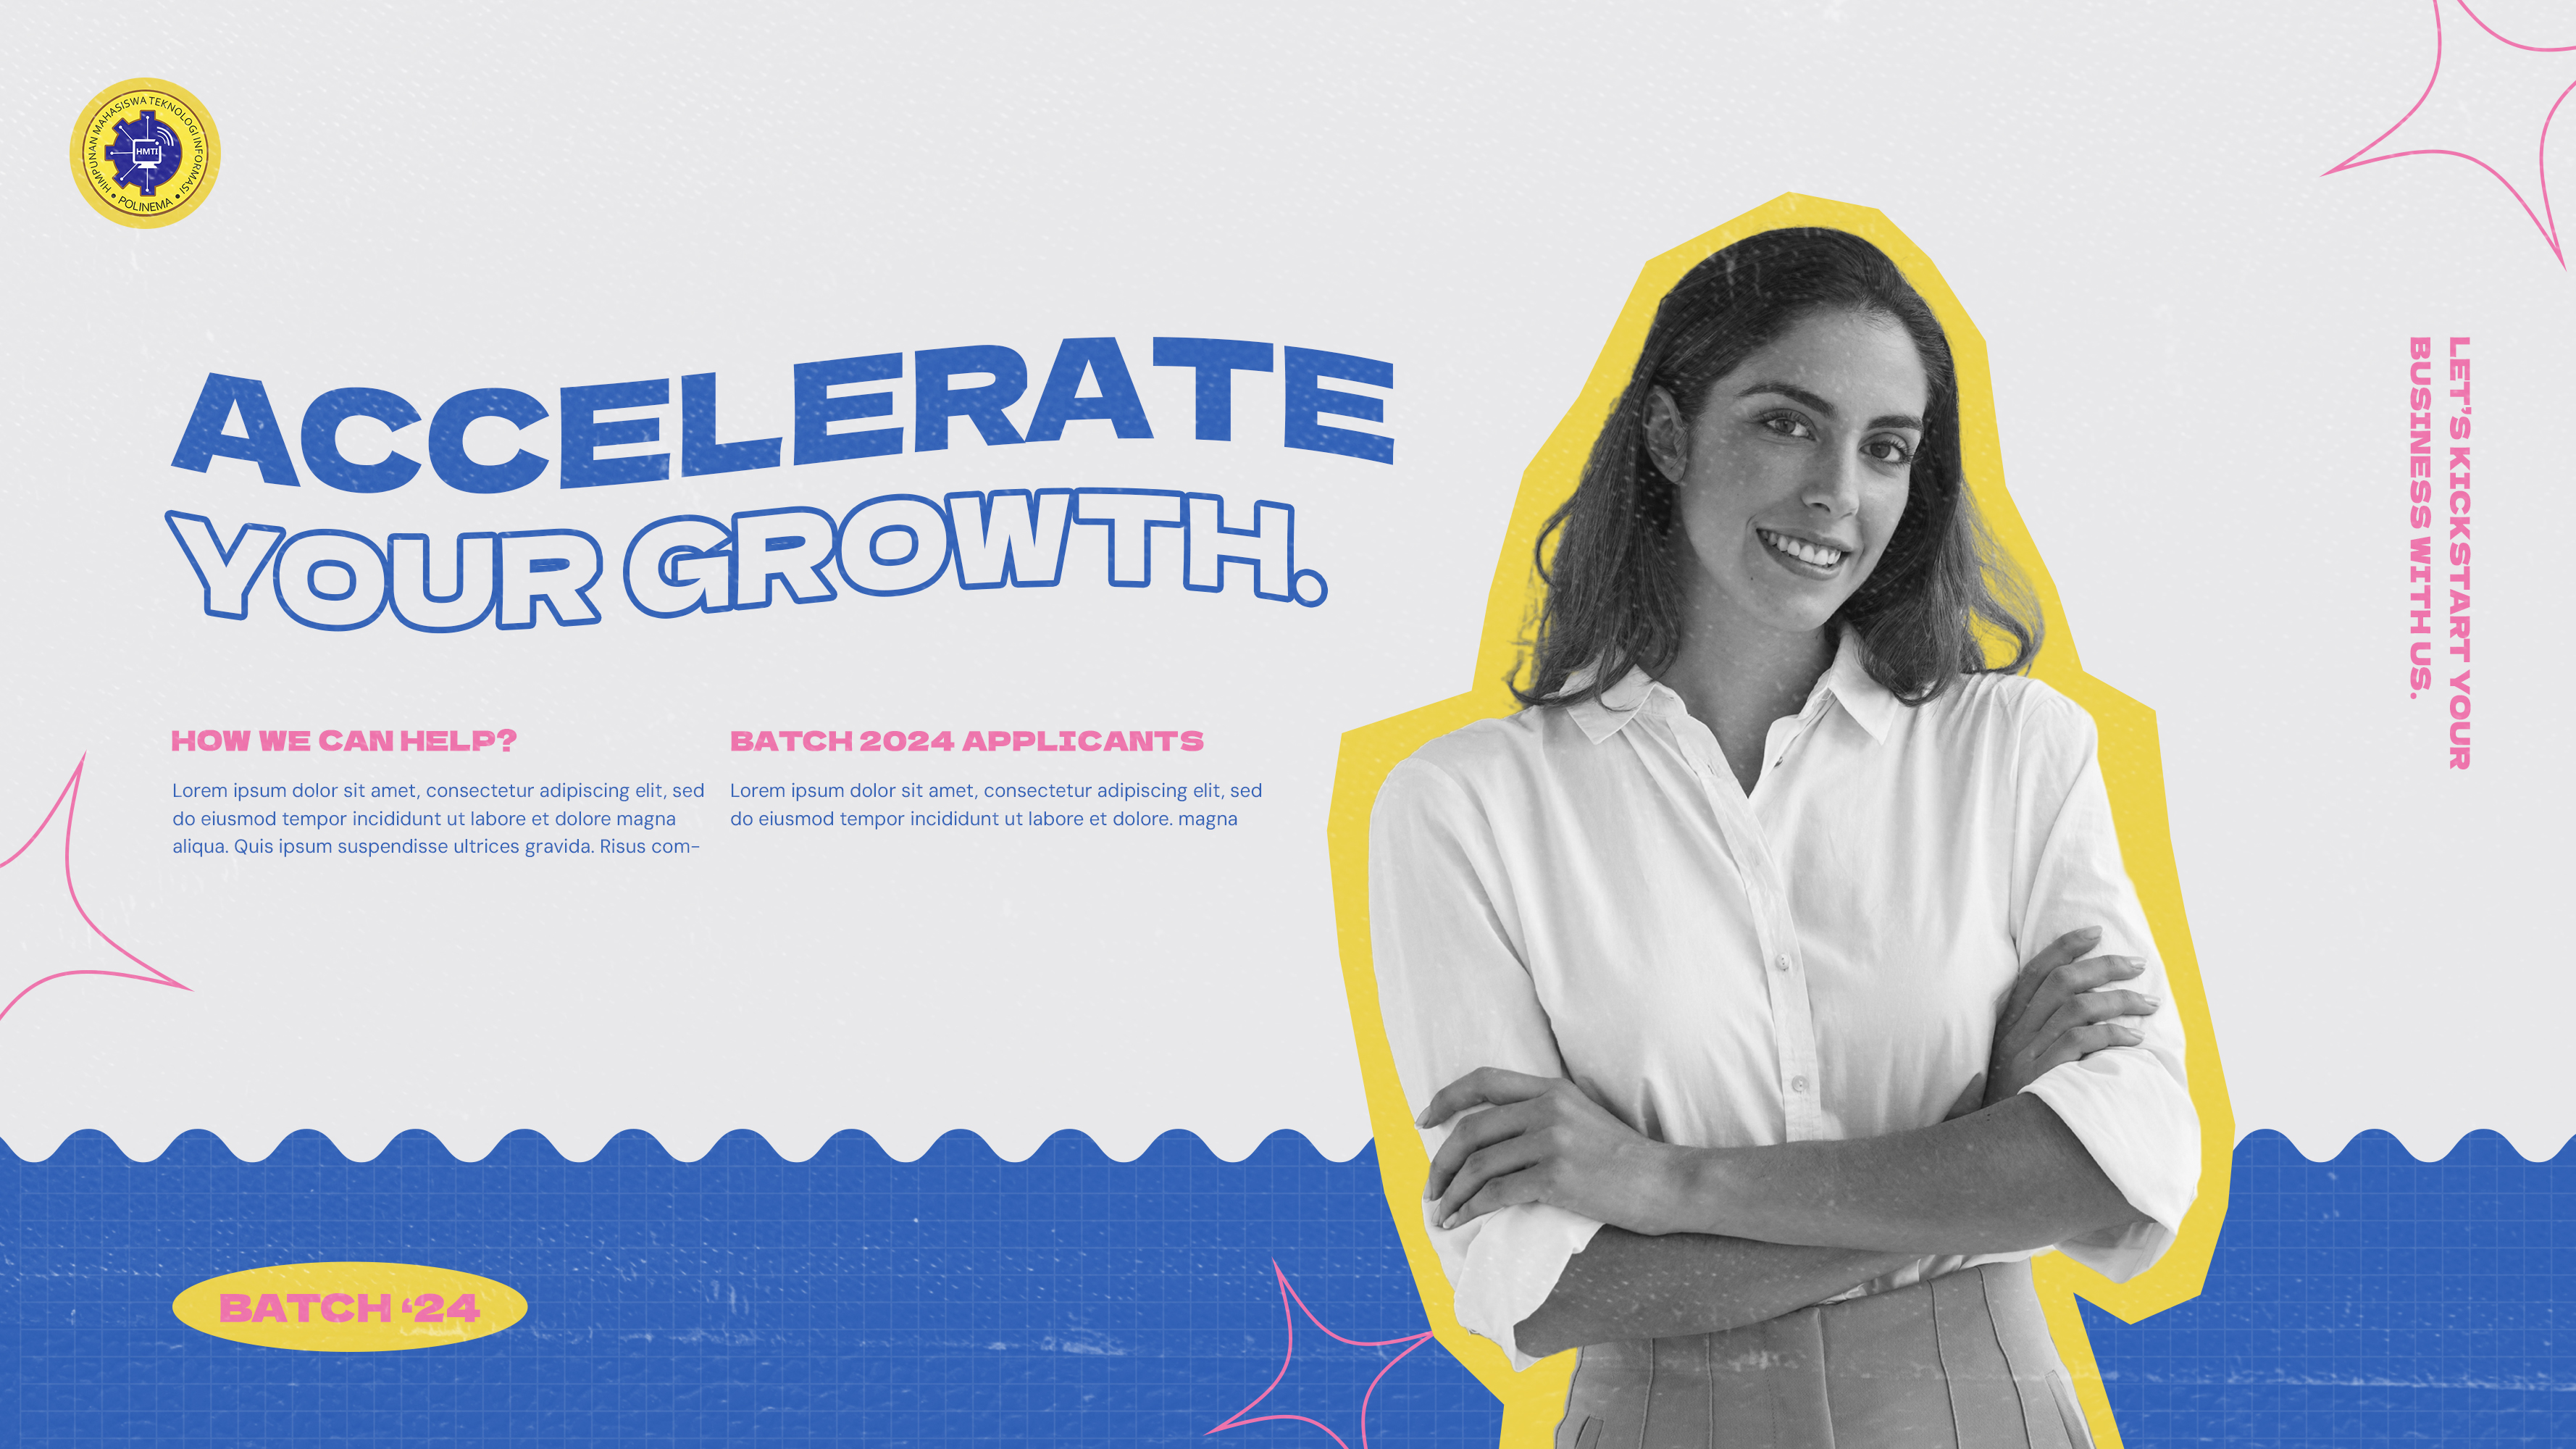 HIMPUNAN MAHASISWA TEKNOLOGI INFORMASI
HMTI
• POLINEMA •
ACCELERATE
YOUR GROWTH.
HOW WE CAN HELP?
Lorem ipsum dolor sit amet, consectetur adipiscing elit, sed
do eiusmod tempor incididunt ut labore et dolore magna
aliqua. Quis ipsum suspendisse ultrices gravida. Risus com-
BATCH 2024 APPLICANTS
Lorem ipsum dolor sit amet, consectetur adipiscing elit, sed
do eiusmod tempor incididunt ut labore et dolore. magna
LET'S KICKSTART YOUR
BUSINESS WITH US.
BATCH ‘24